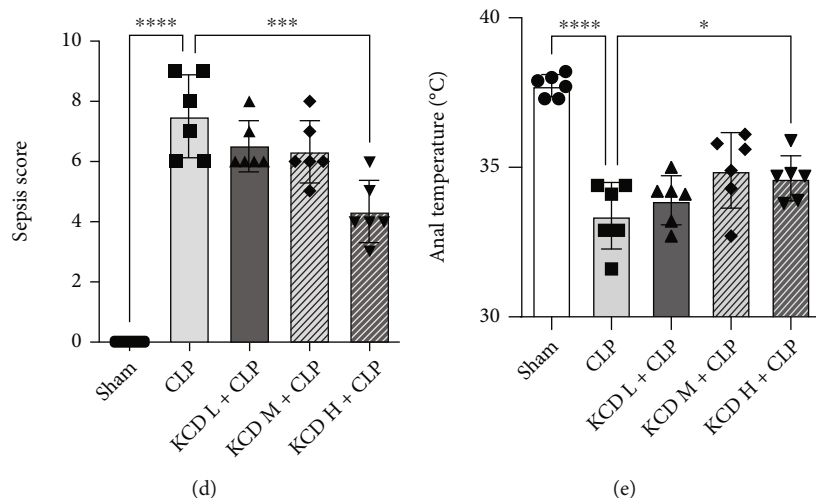 **** ***
10
8
6
4
2
0
Sepsis score
Sham
CLP
KCD L + CLP
KCD M + CLP
KCD H + CLP
(d)
**** *
40
35
30
Anal temperature (°C)
Sham
CLP
KCD L + CLP
KCD M + CLP
KCD H + CLP
(e)